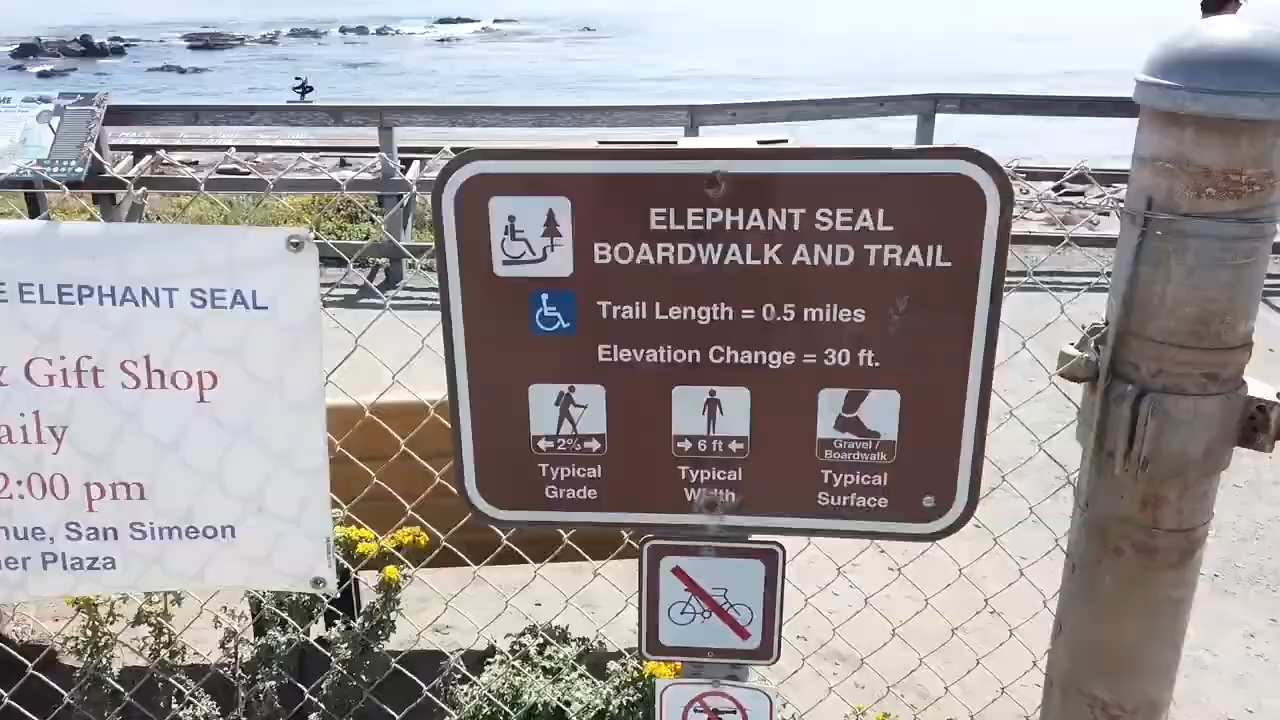 E ELEPHANT SEAL
& Gift Shop
aily
2:00 pm
nue, San Simeon
er Plaza
ELEPHANT SEAL
BOARDWALK AND TRAIL
Trail Length = 0.5 miles
Elevation Change = 30 ft.
2%
Typical
Grade
6 ft
Typical
Width
Gravel /
Boardwalk
Typical
Surface